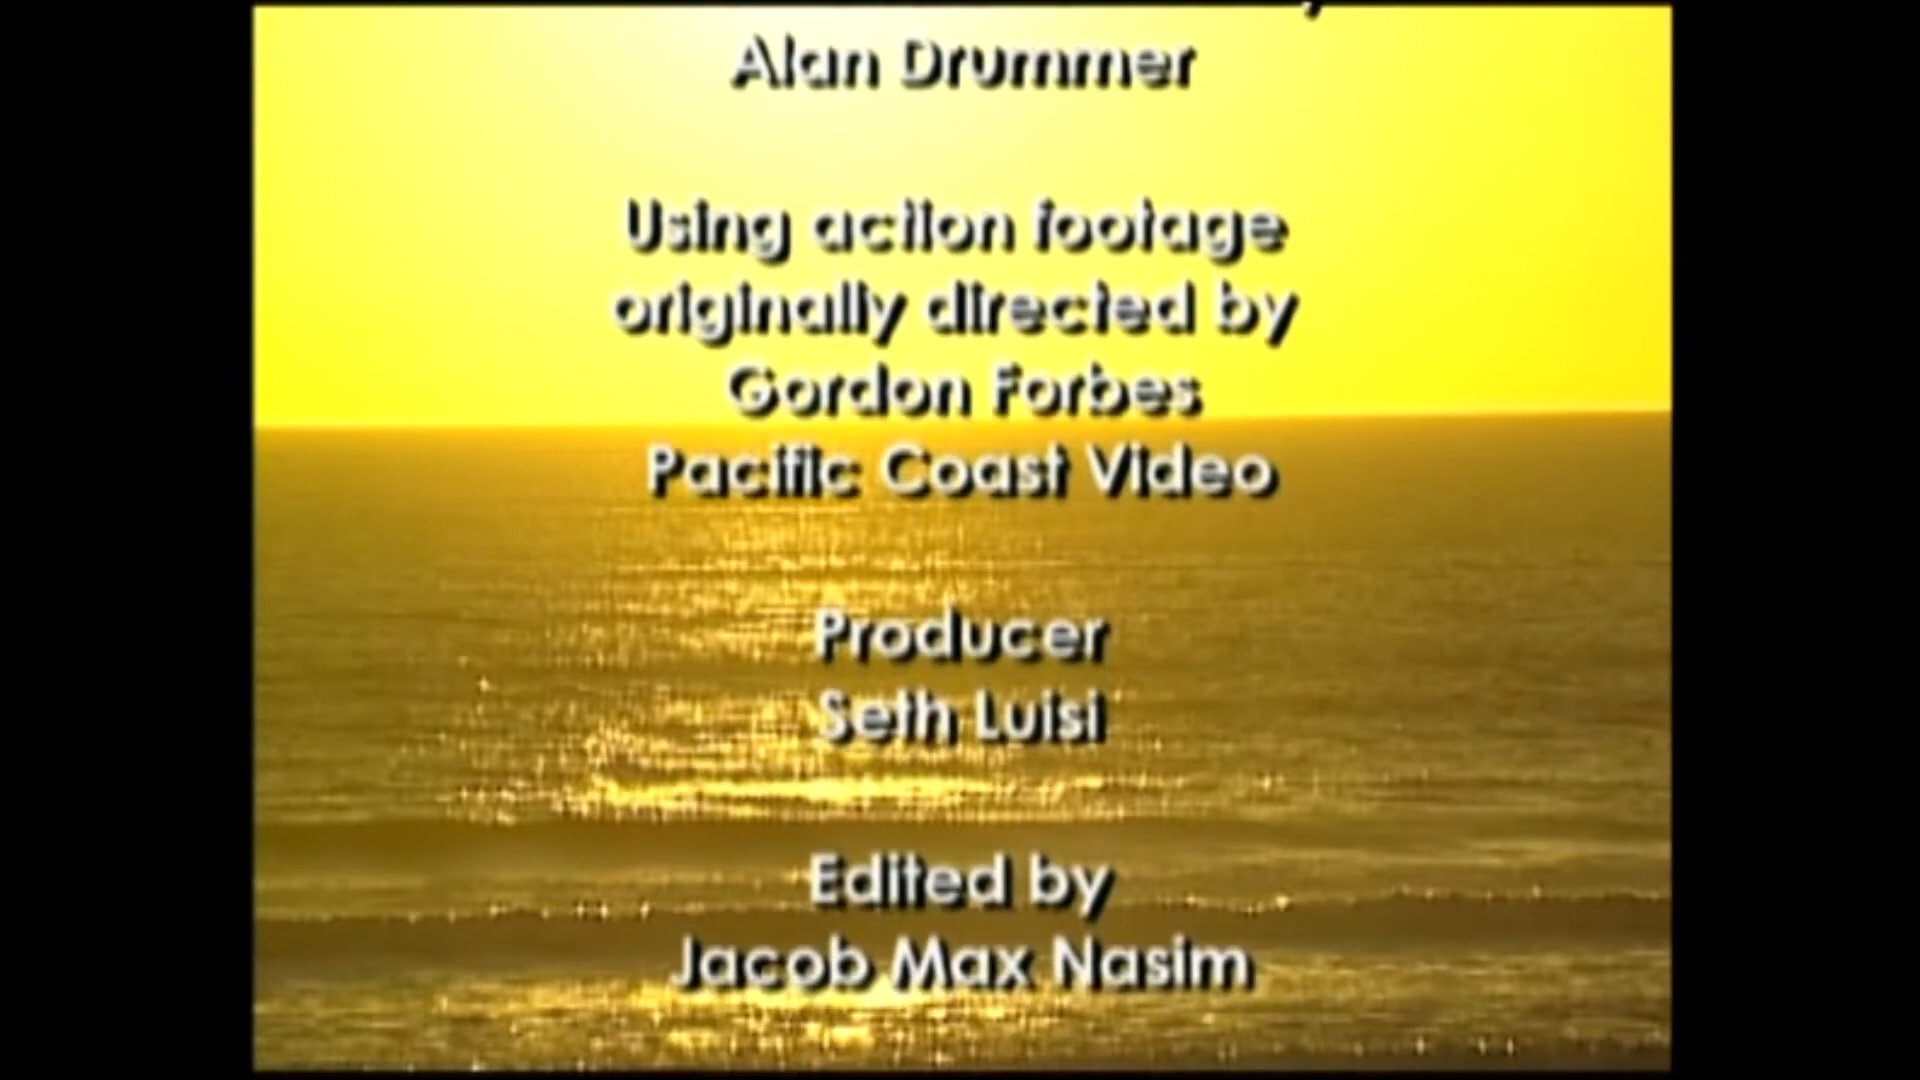 Alan Drummer
Using action footage
originally directed by
Gordon Forbes
Pacific Coast Video
Producer
Seth Luisi
Edited by
Jacob Max Nasim